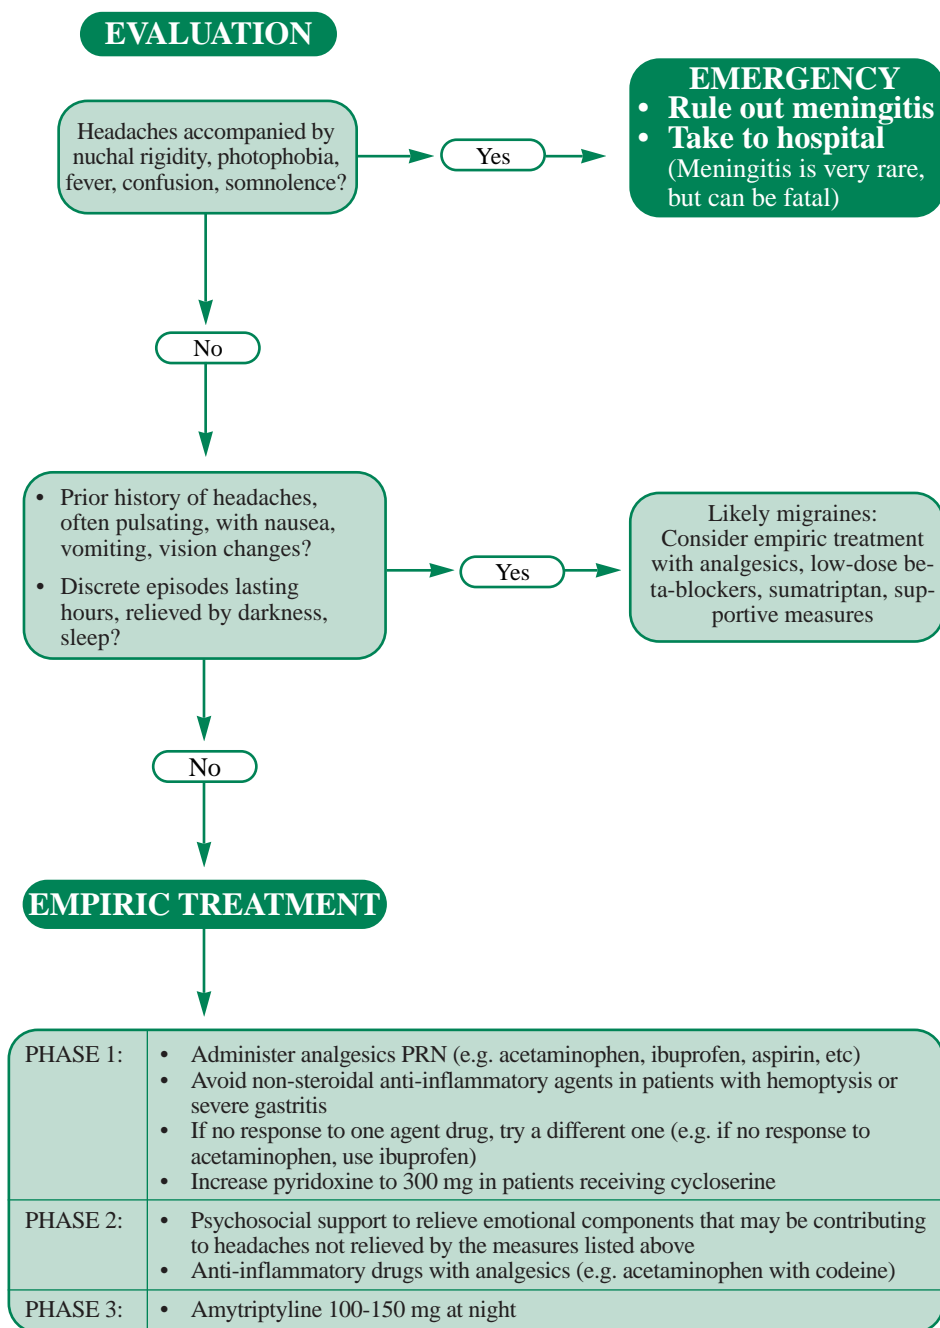 EVALUATION
Headaches accompanied by
nuchal rigidity, photophobia,
fever, confusion, somnolence?
Yes
EMERGENCY
• Rule out meningitis
• Take to hospital
(Meningitis is very rare,
but can be fatal)
No
• Prior history of headaches,
often pulsating, with nausea,
vomiting, vision changes?
• Discrete episodes lasting
hours, relieved by darkness,
sleep?
Yes
Likely migraines:
Consider empiric treatment
with analgesics, low-dose be-
ta-blockers, sumatriptan, sup-
portive measures
No
EMPIRIC TREATMENT
PHASE 1:
• Administer analgesics PRN (e.g. acetaminophen, ibuprofen, aspirin, etc)
• Avoid non-steroidal anti-inflammatory agents in patients with hemoptysis or
severe gastritis
• If no response to one agent drug, try a different one (e.g. if no response to
acetaminophen, use ibuprofen)
• Increase pyridoxine to 300 mg in patients receiving cycloserine
PHASE 2:
• Psychosocial support to relieve emotional components that may be contributing
to headaches not relieved by the measures listed above
• Anti-inflammatory drugs with analgesics (e.g. acetaminophen with codeine)
PHASE 3:
• Amytriptyline 100-150 mg at night